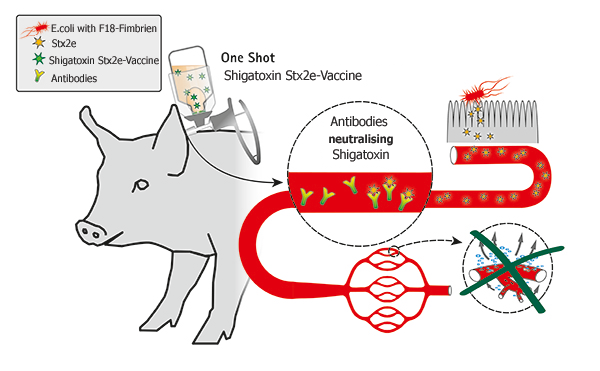 E.coli with F18-Fimbrien
Stx2e
Shigatoxin Stx2e-Vaccine
Antibodies
One Shot
Shigatoxin Stx2e-Vaccine
Antibodies
neutralising
Shigatoxin